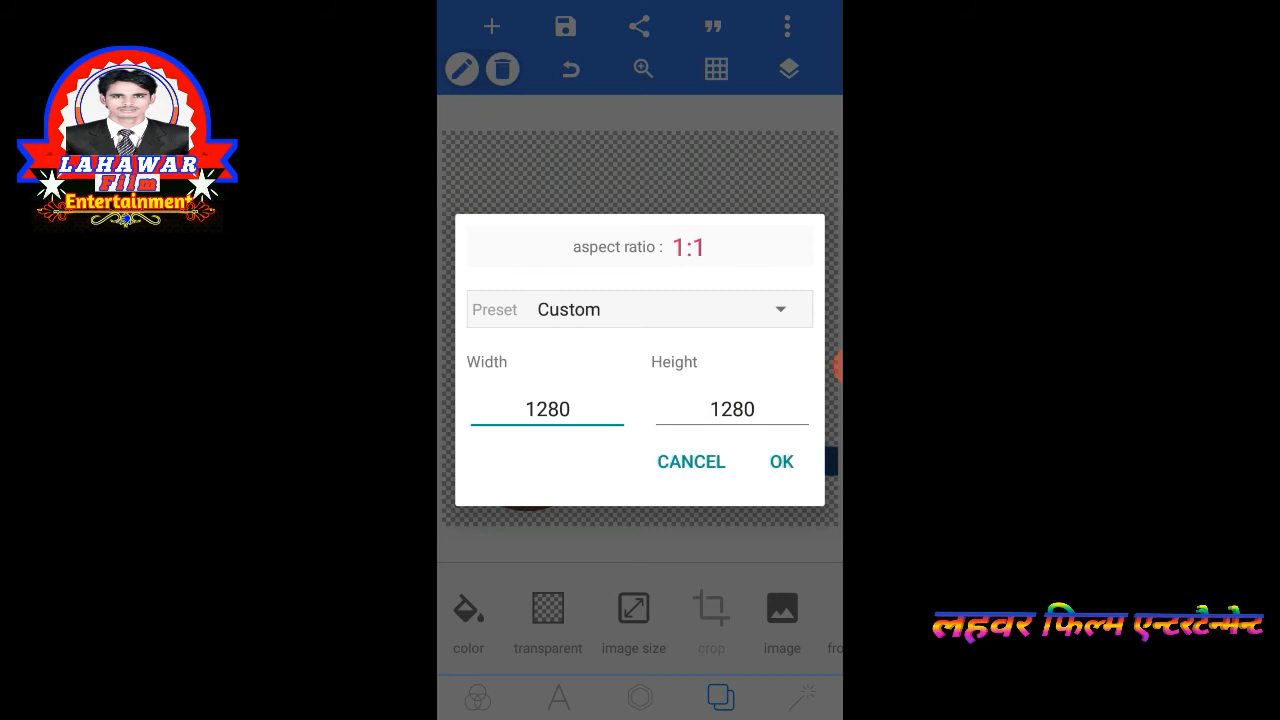 LAHAWAR
Film
Entertainment
aspect ratio : 1:1
Preset Custom
Width Height
1280 1280
CANCEL OK
color transparent image size crop image fro
लहवर फिल्म एन्टरटैन्मैन्ट